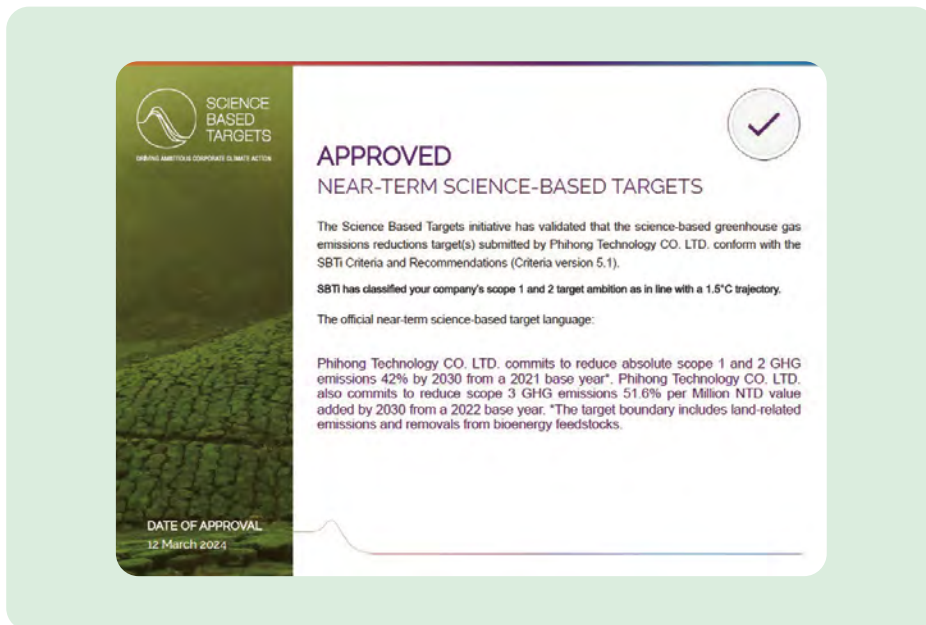 SCIENCE
BASED
TARGETS
DRIVING AMBITIOUS CORPORATE CLIMATE ACTION
APPROVED
NEAR-TERM SCIENCE-BASED TARGETS
The Science Based Targets initiative has validated that the science-based greenhouse gas
emissions reductions target(s) submitted by Phihong Technology CO. LTD. conform with the
SBTi Criteria and Recommendations (Criteria version 5.1).
SBTi has classified your company's scope 1 and 2 target ambition as in line with a 1.5°C trajectory.
The official near-term science-based target language:
Phihong Technology CO. LTD. commits to reduce absolute scope 1 and 2 GHG
emissions 42% by 2030 from a 2021 base year*. Phihong Technology CO. LTD.
also commits to reduce scope 3 GHG emissions 51.6% per Million NTD value
added by 2030 from a 2022 base year. *The target boundary includes land-related
emissions and removals from bioenergy feedstocks.
DATE OF APPROVAL
12 March 2024